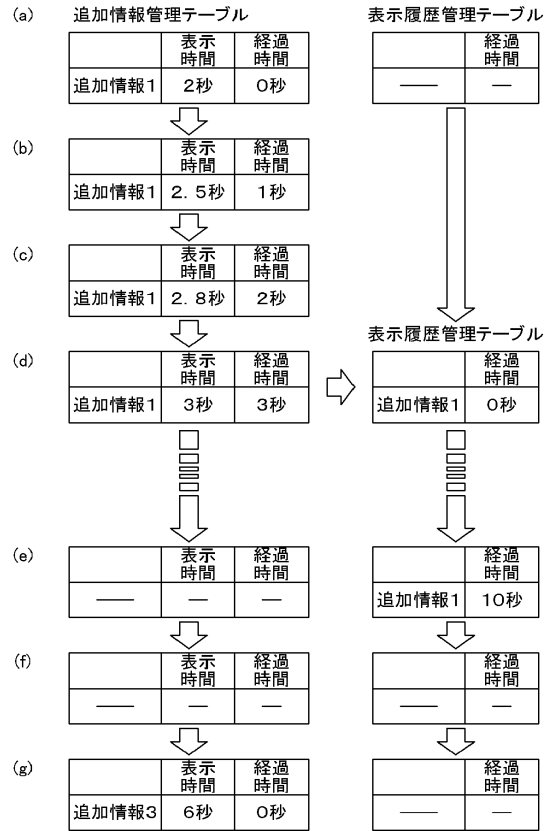 (a) 追加情報管理テーブル 表示履歴管理テーブル
表示時間 経過時間 経過時間
追加情報1 2秒 0秒 —— —
(b)
表示時間 経過時間
追加情報1 2.5秒 1秒
(c)
表示時間 経過時間
追加情報1 2.8秒 2秒
表示履歴管理テーブル
(d)
表示時間 経過時間 経過時間
追加情報1 3秒 3秒 追加情報1 0秒
(e)
表示時間 経過時間 経過時間
—— — — 追加情報1 10秒
(f)
表示時間 経過時間 経過時間
—— — — —— —
(g)
表示時間 経過時間 経過時間
追加情報3 6秒 0秒 —— —